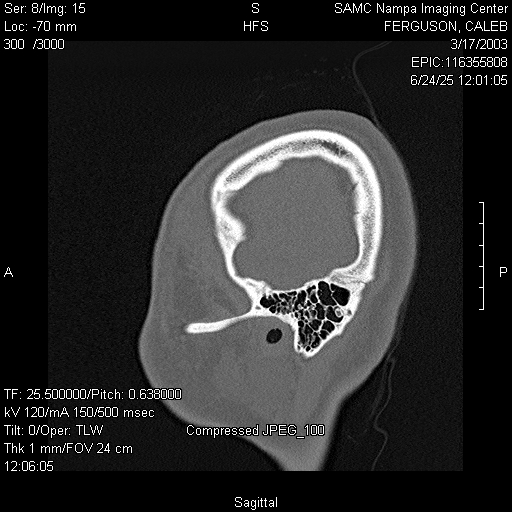 Ser: 8/Img: 15
Loc: -70 mm
300 /3000
S
HFS
SAMC Nampa Imaging Center
FERGUSON, CALEB
3/17/2003
EPIC:116355808
6/24/25 12:01:05
A
P
TF: 25.500000/Pitch: 0.638000
kV 120/mA 150/500 msec
Tilt: 0/Oper: TLW
Thk 1 mm/FOV 24 cm
12:06:05
Compressed JPEG_100
Sagittal